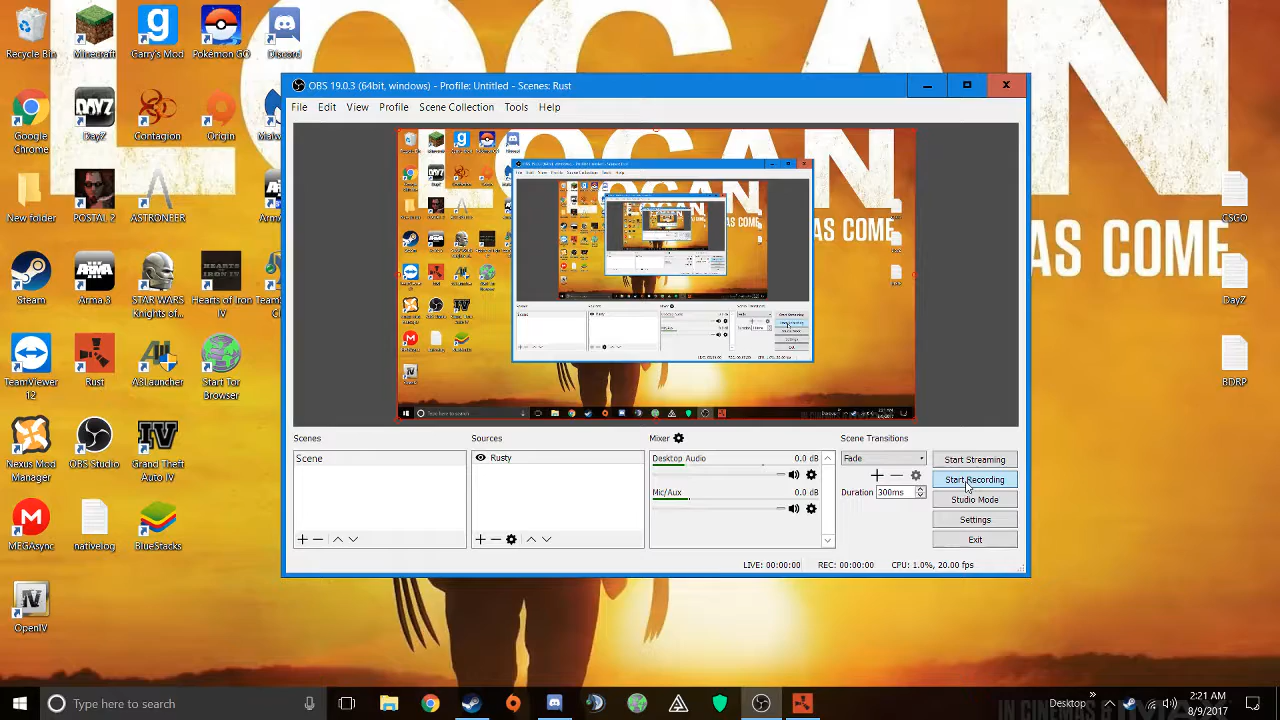 LOGAN
HAS COME
Recycle Bin
Minecraft
Garry's Mod
Pokemon GO
Discord
Google Chrome
DayZ
Contagion
Origin
New folder
POSTAL 2
ASTRONEER
Steam
Arma 3
STAR WARS knights of...
Hearts of Iron IV
TeamViewer 12
Rust
A3Launcher
Start Tor Browser
Nexus Mod Manager
OBS Studio
Grand Theft Auto IV
MEGAsync
nativelog
BlueStacks
OpenIV
CSGO
DayZ
BDRP
OBS 19.0.3 (64bit, windows) - Profile: Untitled - Scenes: Rust
File Edit View Profile Scene Collection Tools Help
Scenes
Scene
Sources
Rusty
Mixer
Desktop Audio 0.0 dB
Mic/Aux 0.0 dB
Scene Transitions
Fade
Duration 300ms
Start Streaming
Start Recording
Studio Mode
Settings
Exit
LIVE: 00:00:00 REC: 00:00:00 CPU: 1.0%, 20.00 fps
Type here to search
Desktop
IN CINEMAS
2:21 AM
8/9/2017